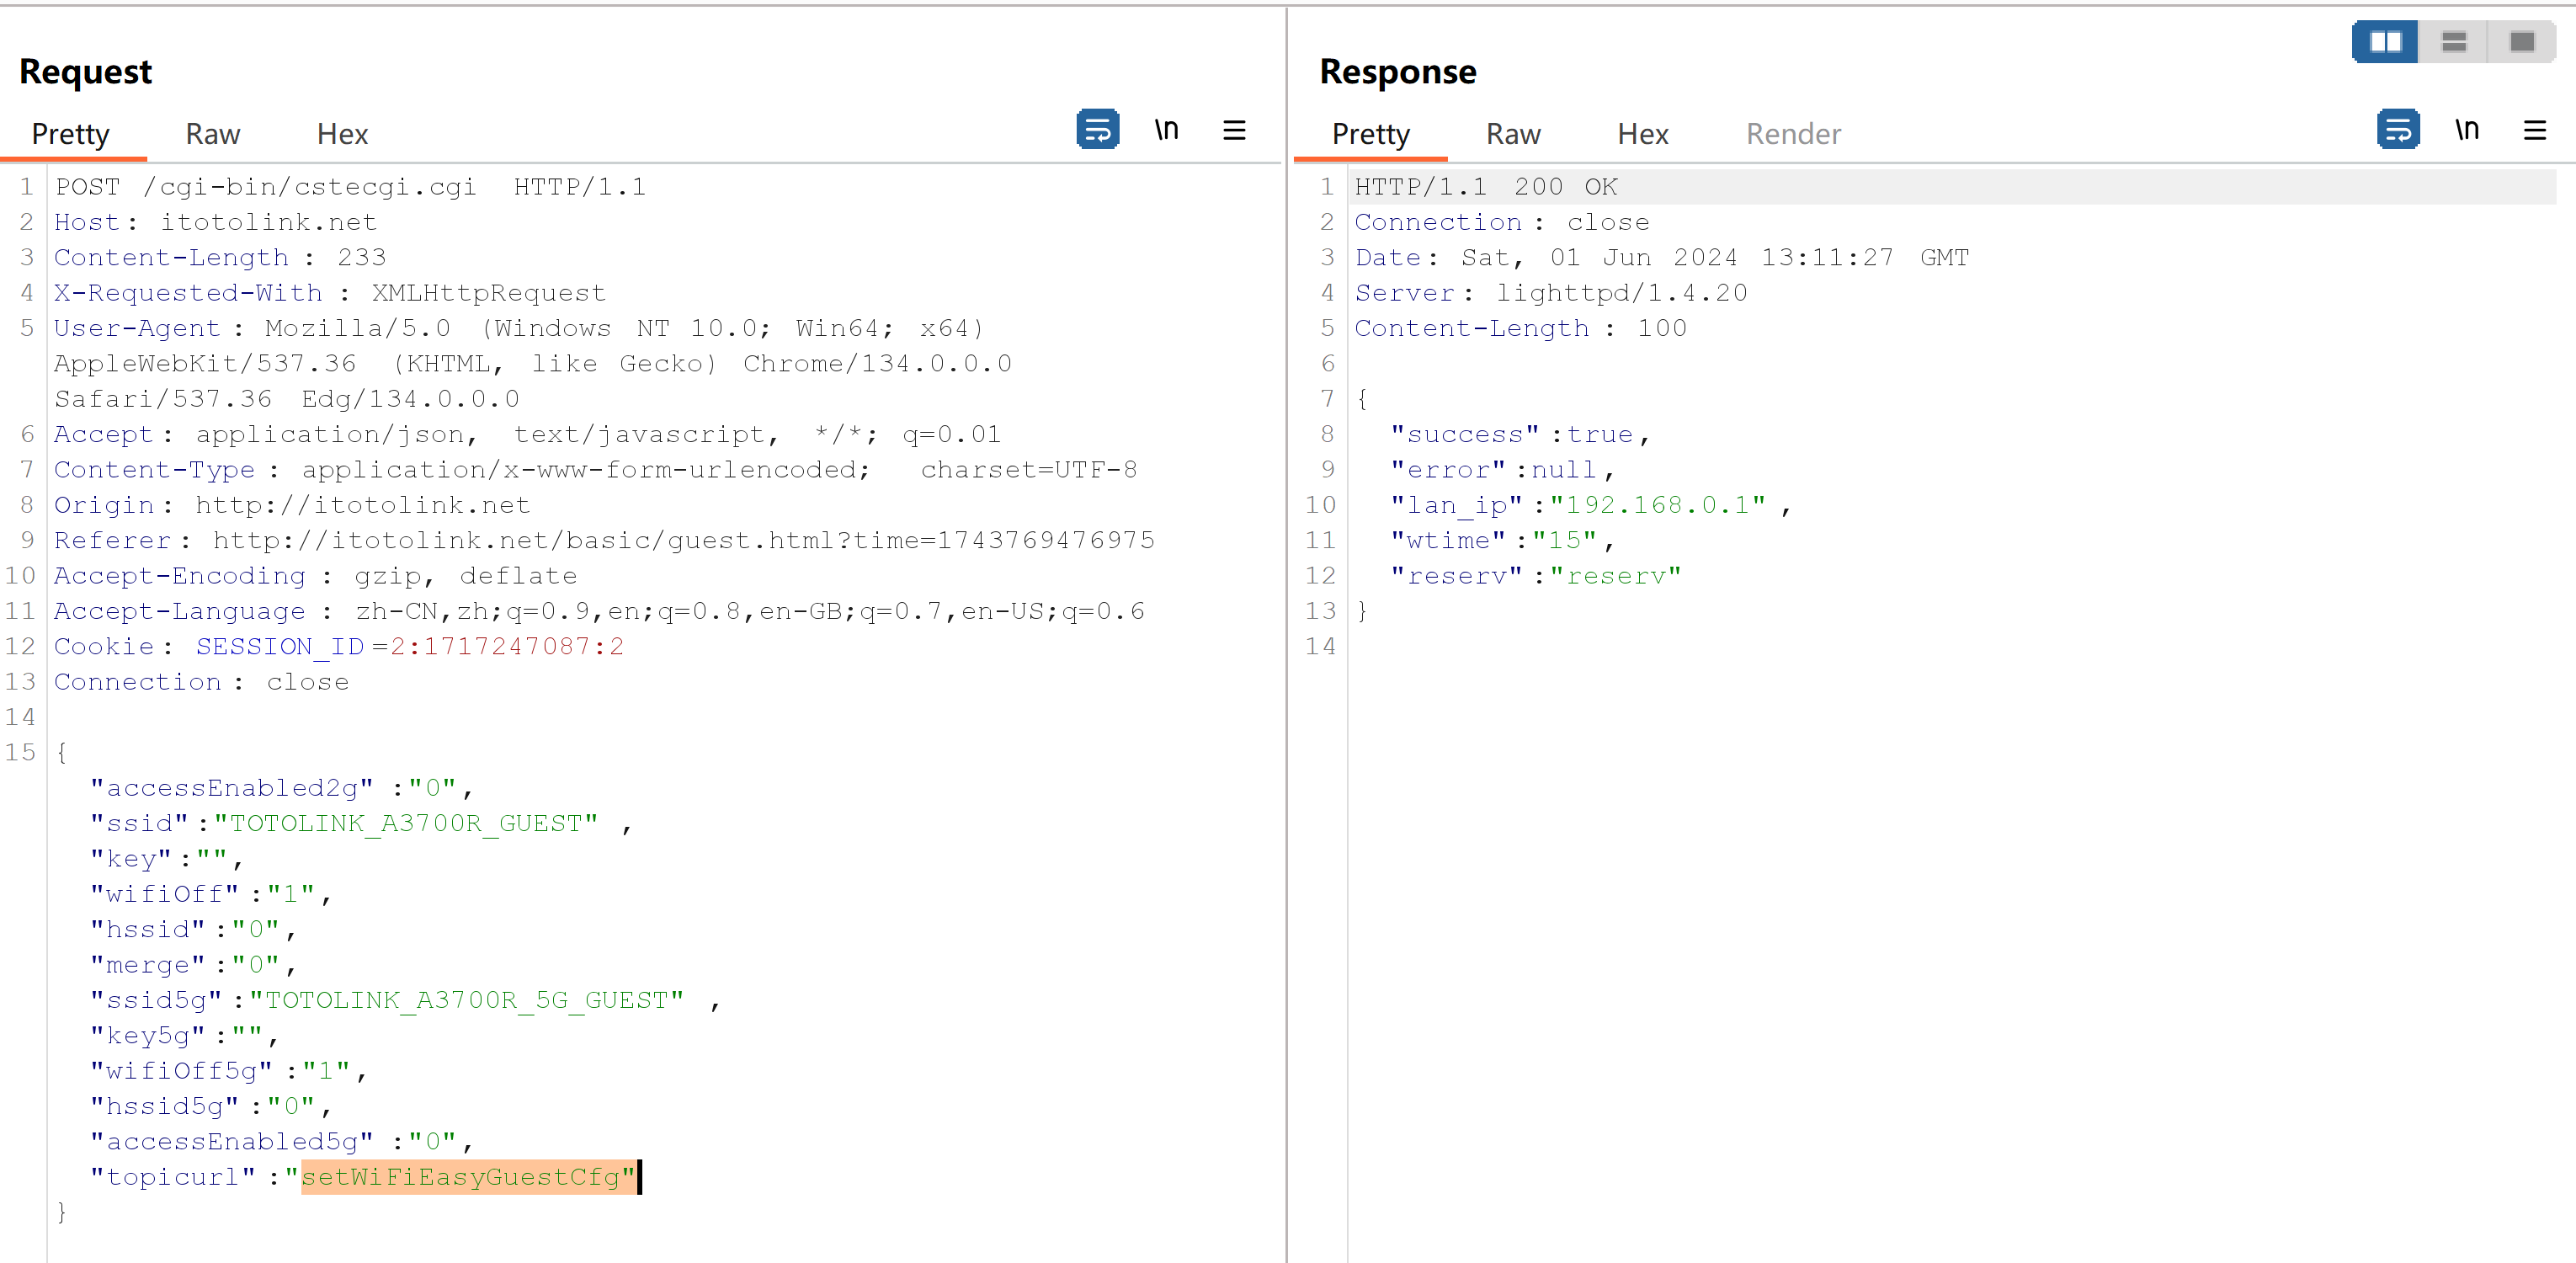 Request
Pretty Raw Hex \n
1 POST /cgi-bin/cstecgi.cgi HTTP/1.1
2 Host: itotolink.net
3 Content-Length: 233
4 X-Requested-With: XMLHttpRequest
5 User-Agent: Mozilla/5.0 (Windows NT 10.0; Win64; x64)
AppleWebKit/537.36 (KHTML, like Gecko) Chrome/134.0.0.0
Safari/537.36 Edg/134.0.0.0
6 Accept: application/json, text/javascript, */*; q=0.01
7 Content-Type: application/x-www-form-urlencoded; charset=UTF-8
8 Origin: http://itotolink.net
9 Referer: http://itotolink.net/basic/guest.html?time=1743769476975
10 Accept-Encoding: gzip, deflate
11 Accept-Language: zh-CN,zh;q=0.9,en;q=0.8,en-GB;q=0.7,en-US;q=0.6
12 Cookie: SESSION_ID=2:1717247087:2
13 Connection: close
14
15 {
"accessEnabled2g":"0",
"ssid":"TOTOLINK_A3700R_GUEST",
"key":"",
"wifiOff":"1",
"hssid":"0",
"merge":"0",
"ssid5g":"TOTOLINK_A3700R_5G_GUEST",
"key5g":"",
"wifiOff5g":"1",
"hssid5g":"0",
"accessEnabled5g":"0",
"topicurl":"setWiFiEasyGuestCfg"
}
Response
Pretty Raw Hex Render \n
1 HTTP/1.1 200 OK
2 Connection: close
3 Date: Sat, 01 Jun 2024 13:11:27 GMT
4 Server: lighttpd/1.4.20
5 Content-Length: 100
6
7 {
8 "success":true,
9 "error":null,
10 "lan_ip":"192.168.0.1",
11 "wtime":"15",
12 "reserv":"reserv"
13 }
14